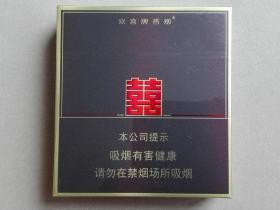 双喜牌香烟®
囍
本公司提示
吸烟有害健康
请勿在禁烟场所吸烟